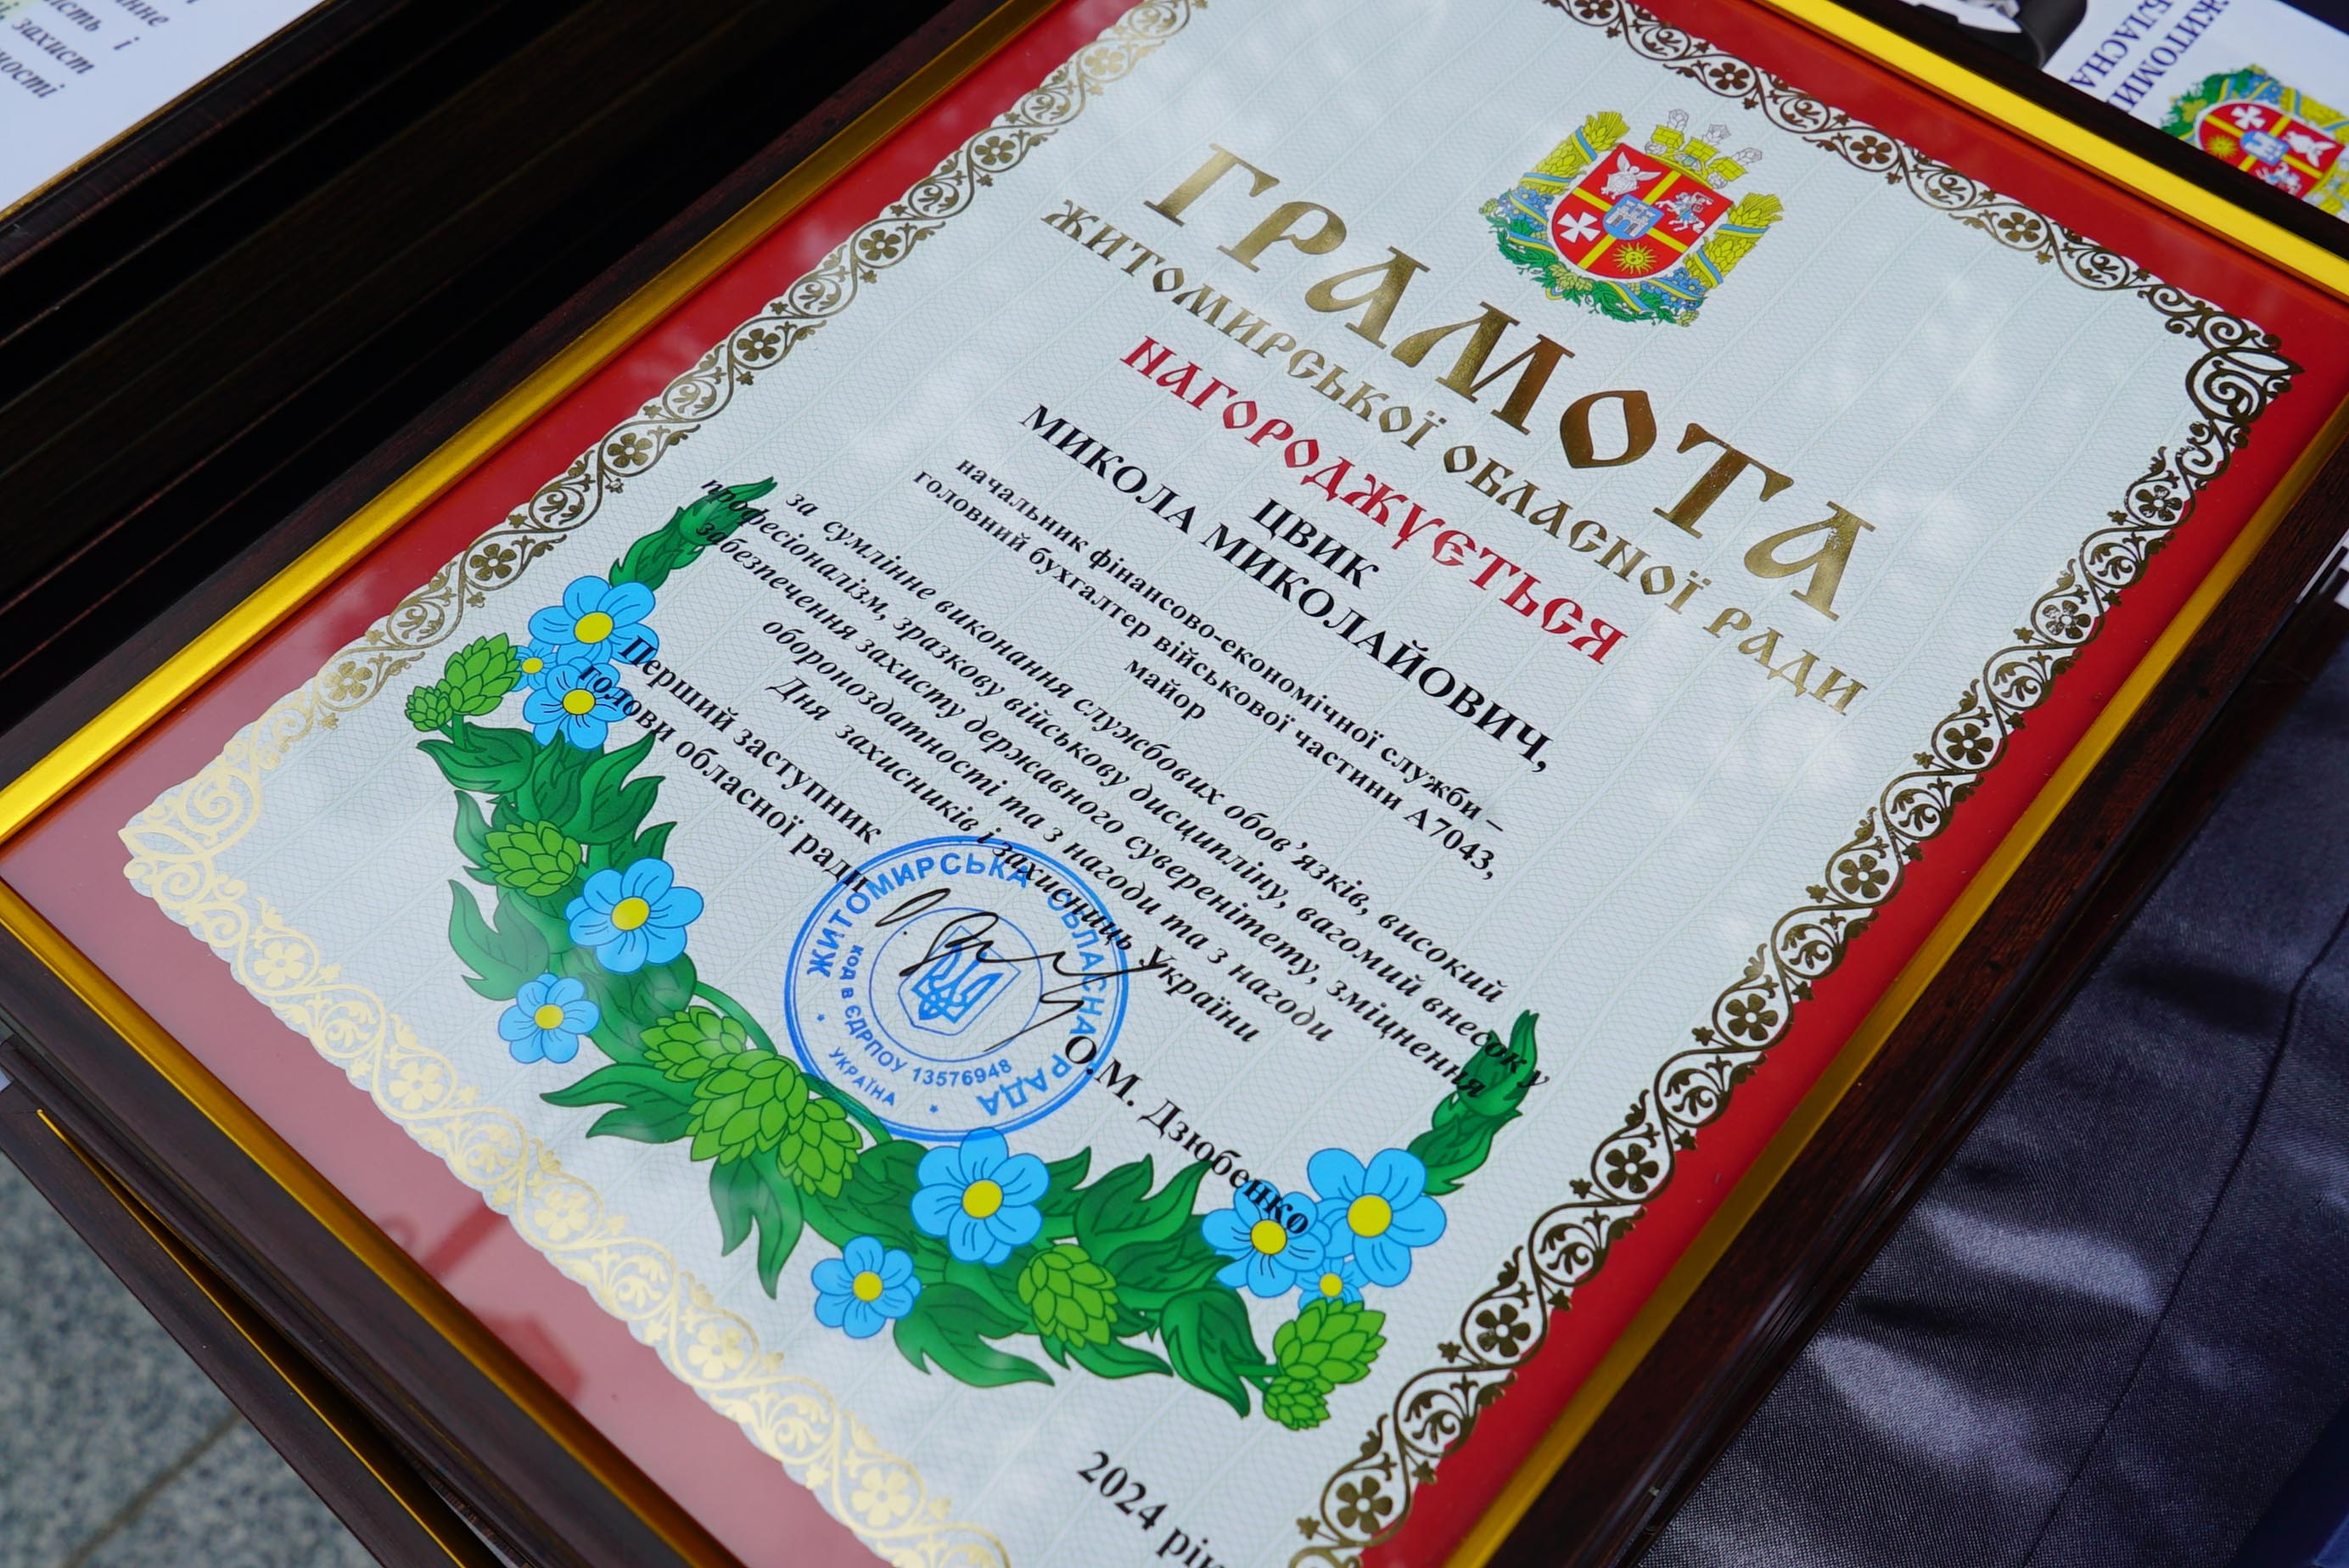 ГРАМОТА
ЖИТОМИРСЬКОЇ ОБЛАСНОЇ РАДИ
НАГОРОДЖУЄТЬСЯ
ЦВИК
МИКОЛА МИКОЛАЙОВИЧ,
начальник фінансово-економічної служби –
головний бухгалтер військової частини А7043,
майор
за сумлінне виконання службових обов’язків, високий
професіоналізм, зразкову військову дисципліну, вагомий внесок у
забезпечення захисту державного суверенітету, зміцнення
обороноздатності та з нагоди та з нагоди
Дня захисників і захисниць України
Перший заступник
голови обласної ради
О.М. Дзюбенко
ЖИТОМИРСЬКА ОБЛАСНА РАДА
КОД В ЄДРПОУ 13576948
* УКРАЇНА *
2024 рік
захист